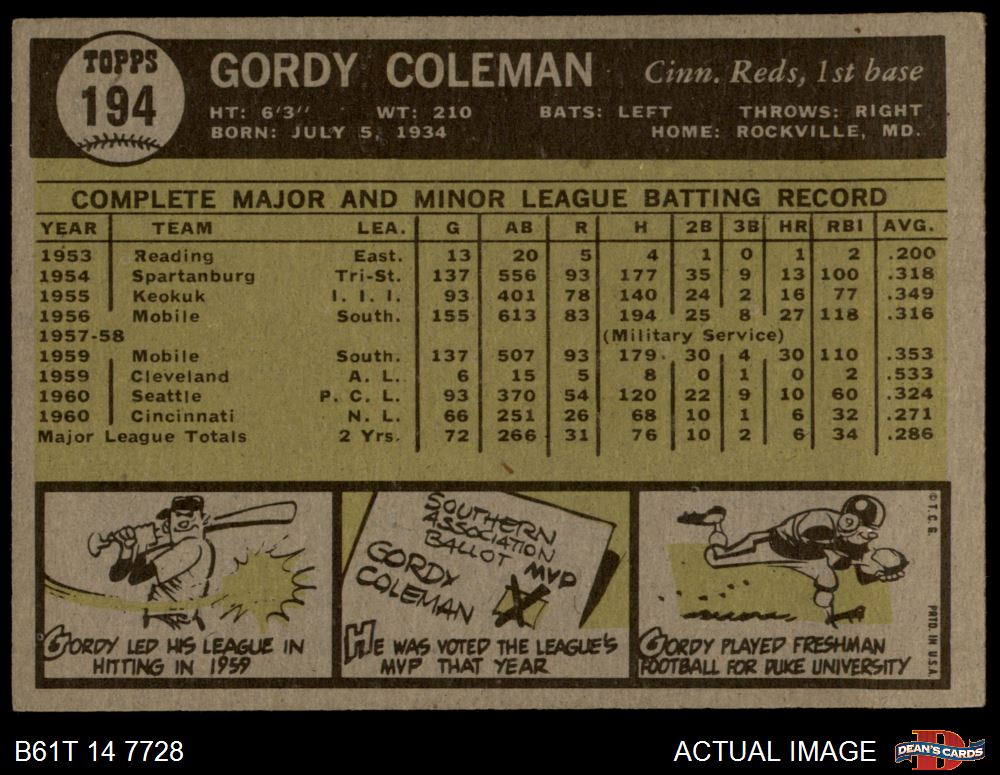 TOPPS
194
GORDY COLEMAN Cinn. Reds, 1st base
HT: 6'3" WT: 210 BATS: LEFT THROWS: RIGHT
BORN: JULY 5, 1934 HOME: ROCKVILLE, MD.
COMPLETE MAJOR AND MINOR LEAGUE BATTING RECORD
YEAR TEAM LEA. G AB R H 2B 3B HR RBI AVG.
1953 Reading East. 13 20 5 4 1 0 1 2 .200
1954 Spartanburg Tri-St. 137 556 93 177 35 9 13 100 .318
1955 Keokuk I. I. I. 93 401 78 140 24 2 16 77 .349
1956 Mobile South. 155 613 83 194 25 8 27 118 .316
1957-58 (Military Service)
1959 Mobile South. 137 507 93 179 30 4 30 110 .353
1959 Cleveland A. L. 6 15 5 8 0 1 0 2 .533
1960 Seattle P. C. L. 93 370 54 120 22 9 10 60 .324
1960 Cincinnati N. L. 66 251 26 68 10 1 6 32 .271
Major League Totals 2 Yrs. 72 266 31 76 10 2 6 34 .286
GORDY LED HIS LEAGUE IN
HITTING IN 1959
SOUTHERN
ASSOCIATION
BALLOT
MVP
GORDY
COLEMAN
X
HE WAS VOTED THE LEAGUE'S
MVP THAT YEAR
9
GORDY PLAYED FRESHMAN
FOOTBALL FOR DUKE UNIVERSITY
© T. C. G.
PRTD. IN U.S.A.
B61T 14 7728
ACTUAL IMAGE
D
DEAN'S CARDS